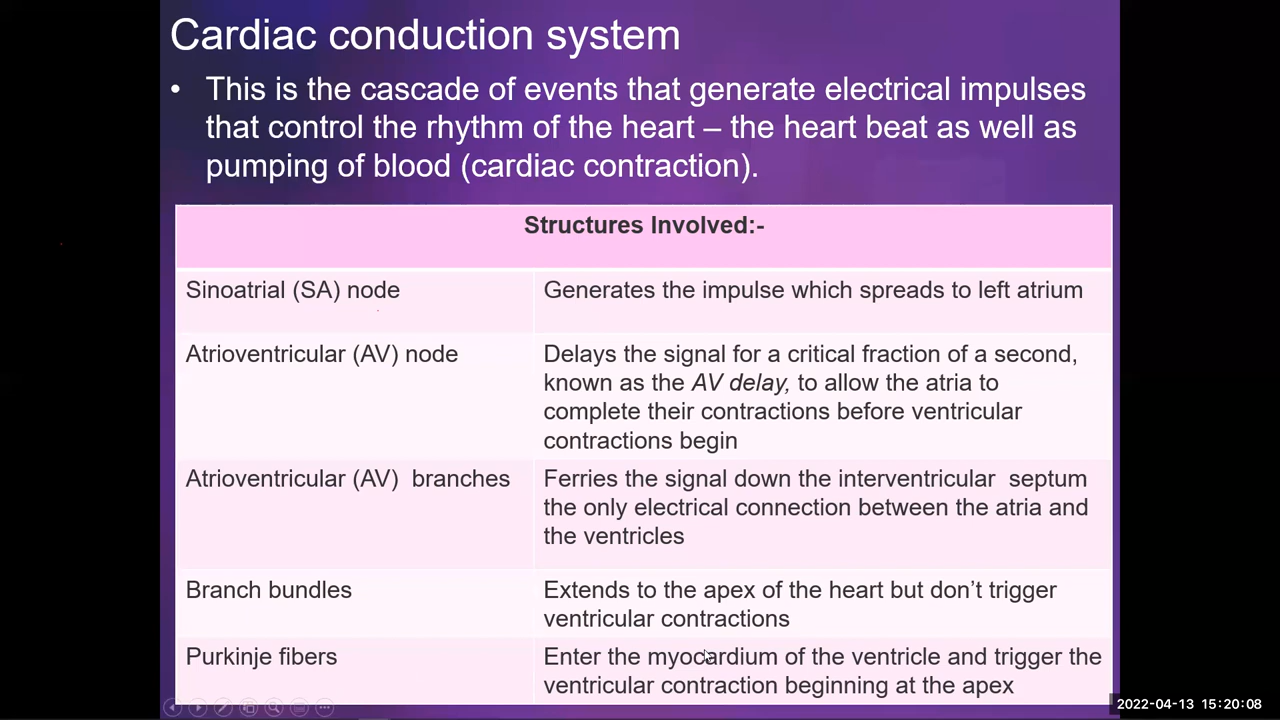 Cardiac conduction system
• This is the cascade of events that generate electrical impulses
that control the rhythm of the heart – the heart beat as well as
pumping of blood (cardiac contraction).
Structures Involved:-
Sinoatrial (SA) node
Generates the impulse which spreads to left atrium
Atrioventricular (AV) node
Delays the signal for a critical fraction of a second,
known as the AV delay, to allow the atria to
complete their contractions before ventricular
contractions begin
Atrioventricular (AV)  branches
Ferries the signal down the interventricular  septum
the only electrical connection between the atria and
the ventricles
Branch bundles
Extends to the apex of the heart but don’t trigger
ventricular contractions
Purkinje fibers
Enter the myocardium of the ventricle and trigger the
ventricular contraction beginning at the apex
2022-04-13 15:20:08